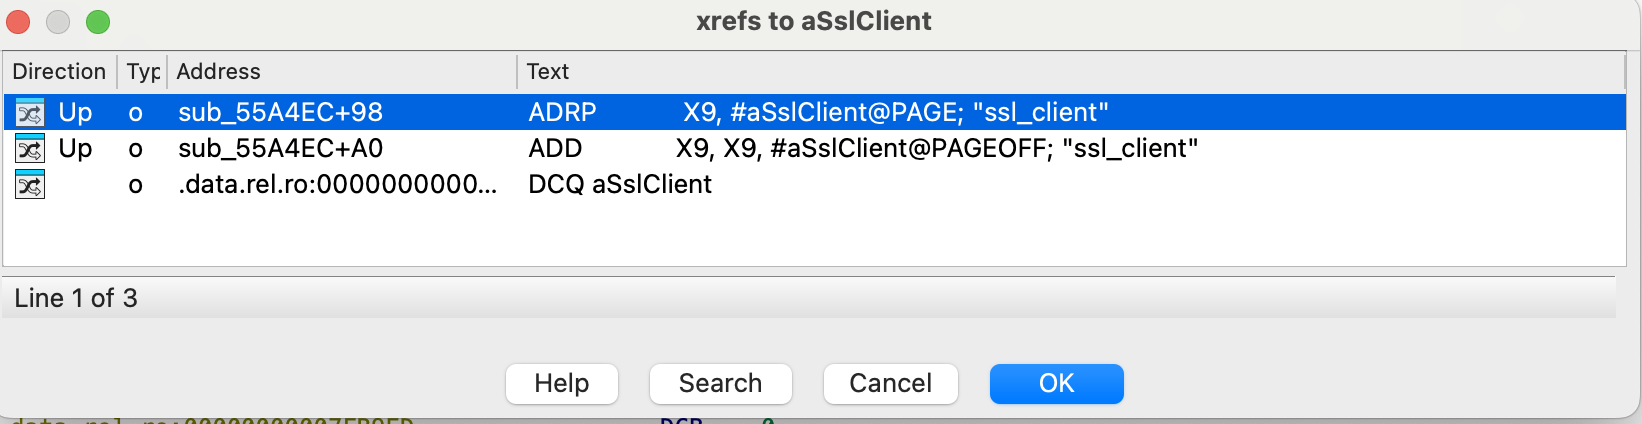 xrefs to aSslClient
Direction Typ Address Text
Up o sub_55A4EC+98 ADRP X9, #aSslClient@PAGE; "ssl_client"
Up o sub_55A4EC+A0 ADD X9, X9, #aSslClient@PAGEOFF; "ssl_client"
o .data.rel.ro:0000000000... DCQ aSslClient
Line 1 of 3
Help Search Cancel OK